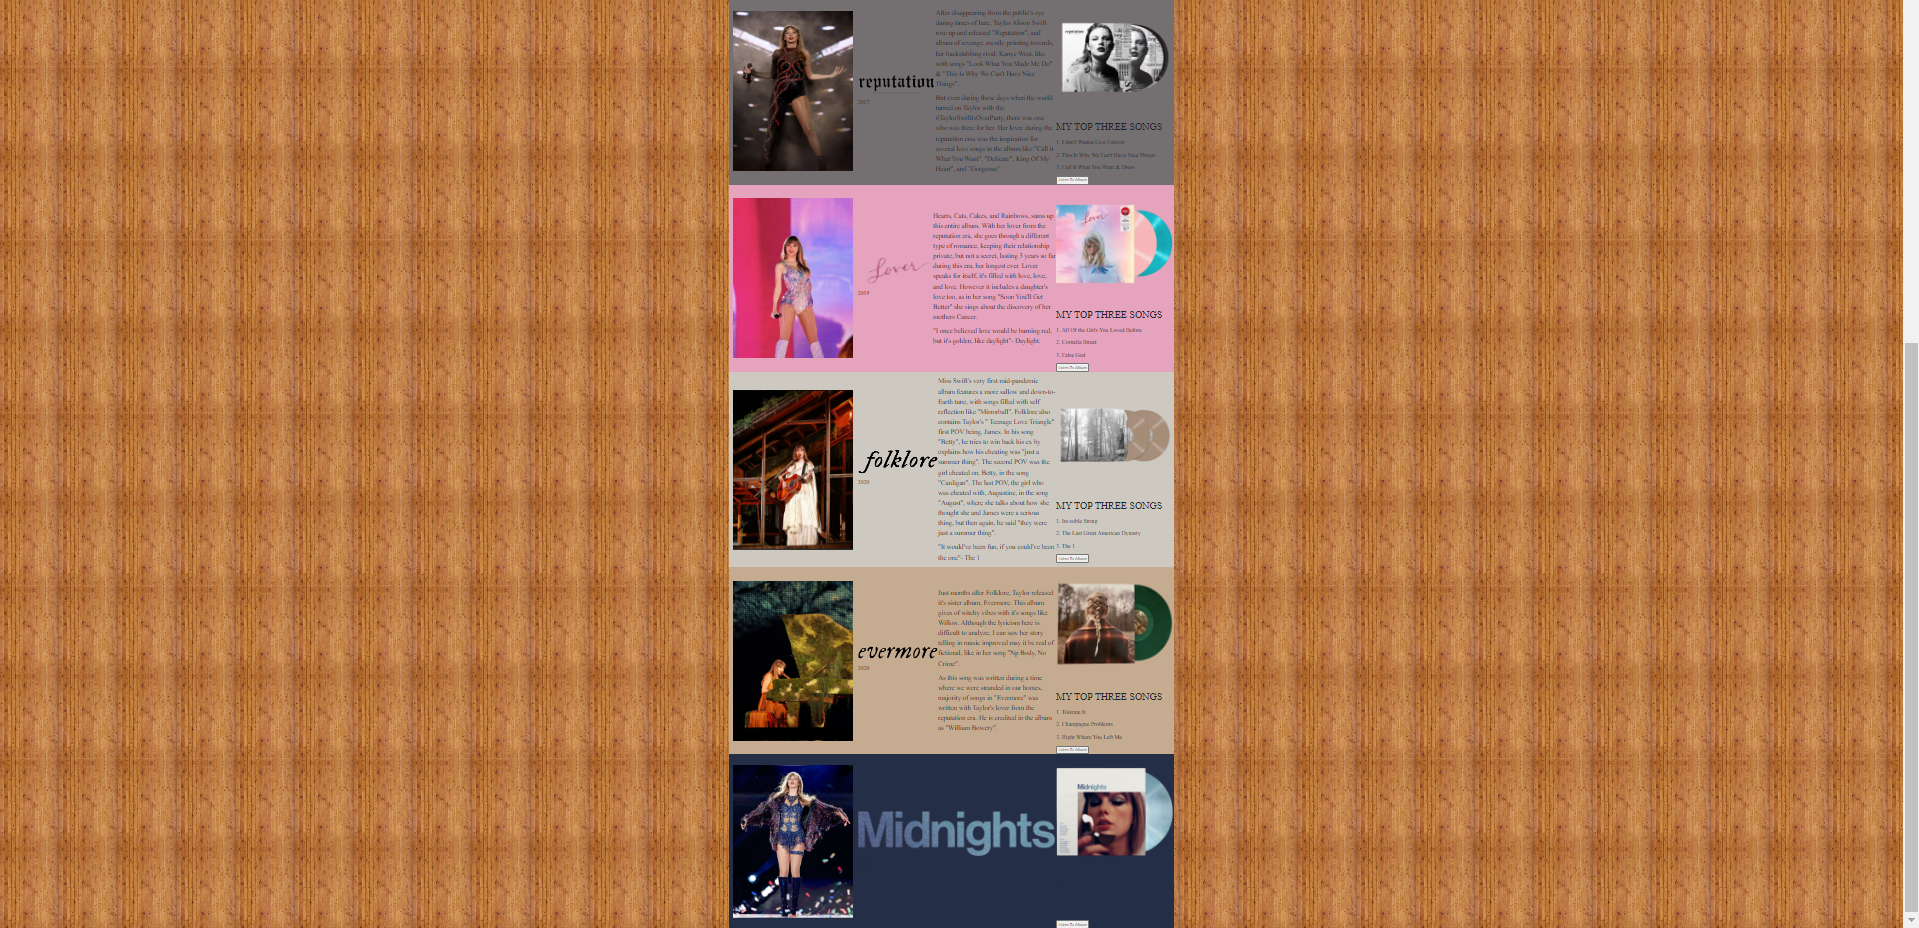 After disappearing from the public's eye
during times of hate, Taylor Alison Swift
rose up and released "Reputation", and
album of revenge, mostly pointing towards,
her backstabbing rival, Kanye West, like
with songs "Look What You Made Me Do"
& "This Is Why We Can't Have Nice
Things".
reputation
2017
But even during these days when the world
turned on Taylor with the
#TaylorSwiftIsOverParty, there was one
who was there for her. Her lover during the
reputation eras was the inspiration for
several love songs in the album like "Call it
What You Want", "Delicate", King Of My
Heart", and "Gorgeous".
reputation
MY TOP THREE SONGS
1. I don't Wanna Live Forever
2. This Is Why We Can't Have Nice Things
3. Call It What You Want & Dress
Listen To Album
Lover
2019
Hearts, Cats, Cakes, and Rainbows, sums up
this entire album. With her lover from the
reputation era, she goes through a different
type of romance, keeping their relationship
private, but not a secret, lasting 3 years so far
during this era, her longest ever. Lover
speaks for itself, it's filled with love, love,
and love. However it includes a daughter's
love too, as in her song "Soon You'll Get
Better" she sings about the discovery of her
mothers Cancer.
"I once believed love would be burning red,
but it's golden, like daylight"- Daylight.
Lover
MY TOP THREE SONGS
1. All Of the Girls You Loved Before
2. Cornelia Street
3. False God
Listen To Album
folklore
2020
Miss Swift's very first mid-pandemic
album features a more sallow and down-to-
Earth tune, with songs filled with self
reflection like "Mirrorball". Folklore also
contains Taylor's " Teenage Love Triangle"
first POV being, James. In his song
"Betty", he tries to win back his ex by
explains how his cheating was "just a
summer thing". The second POV was the
girl cheated on, Betty, in the song
"Cardigan". The last POV, the girl who
was cheated with, Augustine, in the song
"August", where she talks about how she
thought she and James were a serious
thing, but then again, he said "they were
just a summer thing".
"It would've been fun, if you could've been
the one"- The 1
MY TOP THREE SONGS
1. Invisible String
2. The Last Great American Dynasty
3. The 1
Listen To Album
evermore
2020
Just months after Folklore, Taylor released
it's sister album, Evermore. This album
gives of witchy vibes with it's songs like
Willow. Although the lyricism here is
difficult to analyze, I can saw her story
telling in music improved may it be real of
fictional, like in her song "Np Body, No
Crime".
As this song was written during a time
where we were stranded in our homes,
majority of songs in "Evermore" was
written with Taylor's lover from the
reputation era. He is credited in the album
as "William Bowery".
MY TOP THREE SONGS
1. Tolerate It
2. Champagne Problems
3. Right Where You Left Me
Listen To Album
Midnights
Midnights
Listen To Album